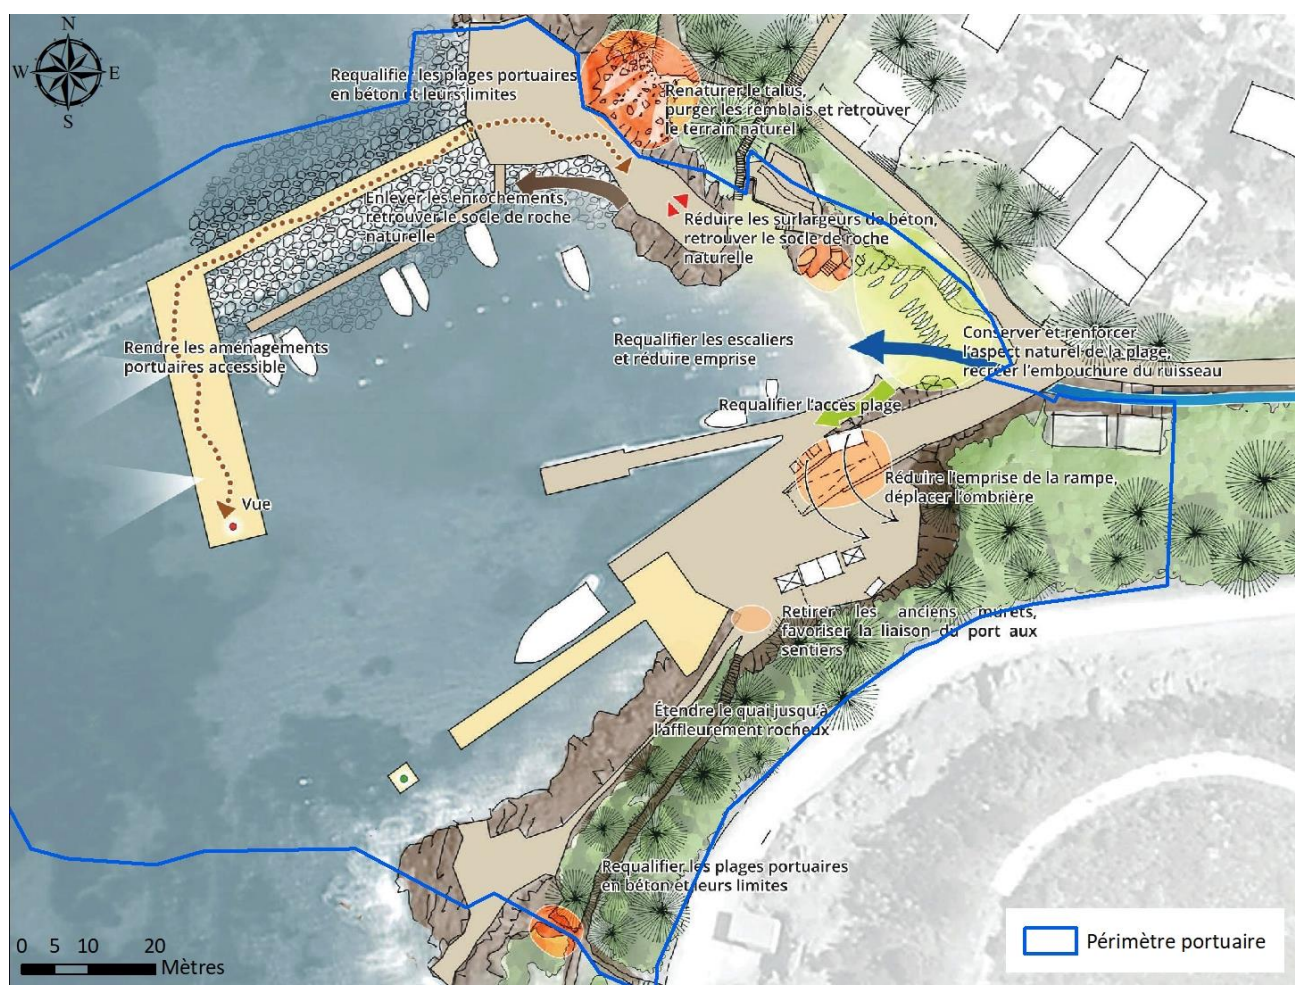 N
W
E
S
Requalifier les plages portuaires
en béton et leurs limites
Renaturer le talus,
purger les remblais et retrouver
le terrain naturel
Enlever les enrochements,
retrouver le socle de roche
naturelle
Réduire les surlargeurs de béton,
retrouver le socle de roche
naturelle
Rendre les aménagements
portuaires accessible
Requalifier les escaliers
et réduire emprise
Conserver et renforcer
l'aspect naturel de la plage,
recréer l'embouchure du ruisseau
Requalifier l'accès plage
Réduire l'emprise de la rampe,
déplacer l'ombrière
Vue
Retirer les anciens murets,
favoriser la liaison du port aux
sentiers
Étendre le quai jusqu'à
l'affleurement rocheux
Requalifier les plages portuaires
en béton et leurs limites
0 5 10 20
Mètres
Périmètre portuaire